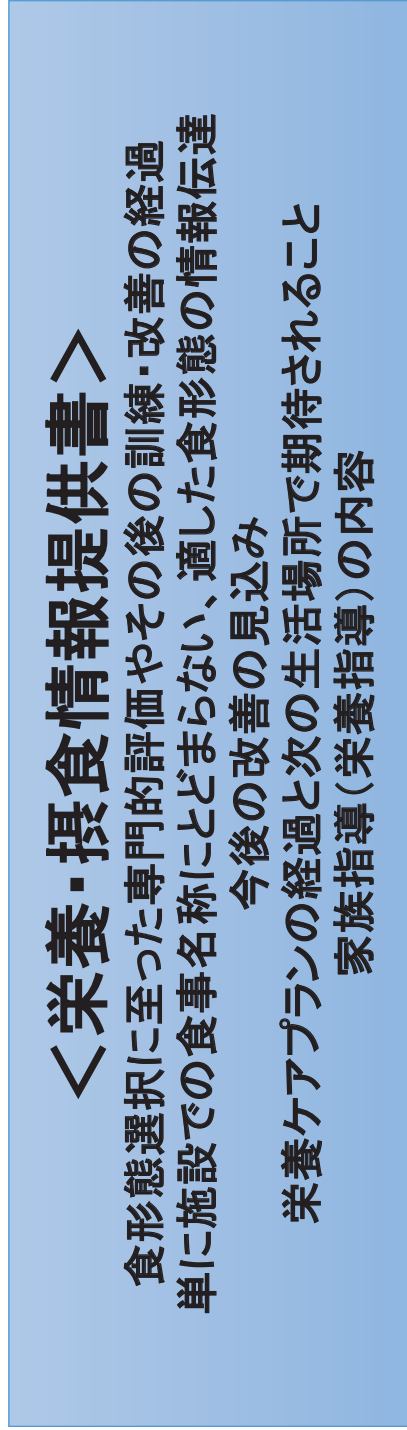 ＜栄養・摂食情報提供書＞
食形態選択に至った専門的評価やその後の訓練・改善の経過
単に施設での食事名称にとどまらない、適した食形態の情報伝達
今後の改善の見込み
栄養ケアプランの経過と次の生活場所で期待されること
家族指導（栄養指導）の内容